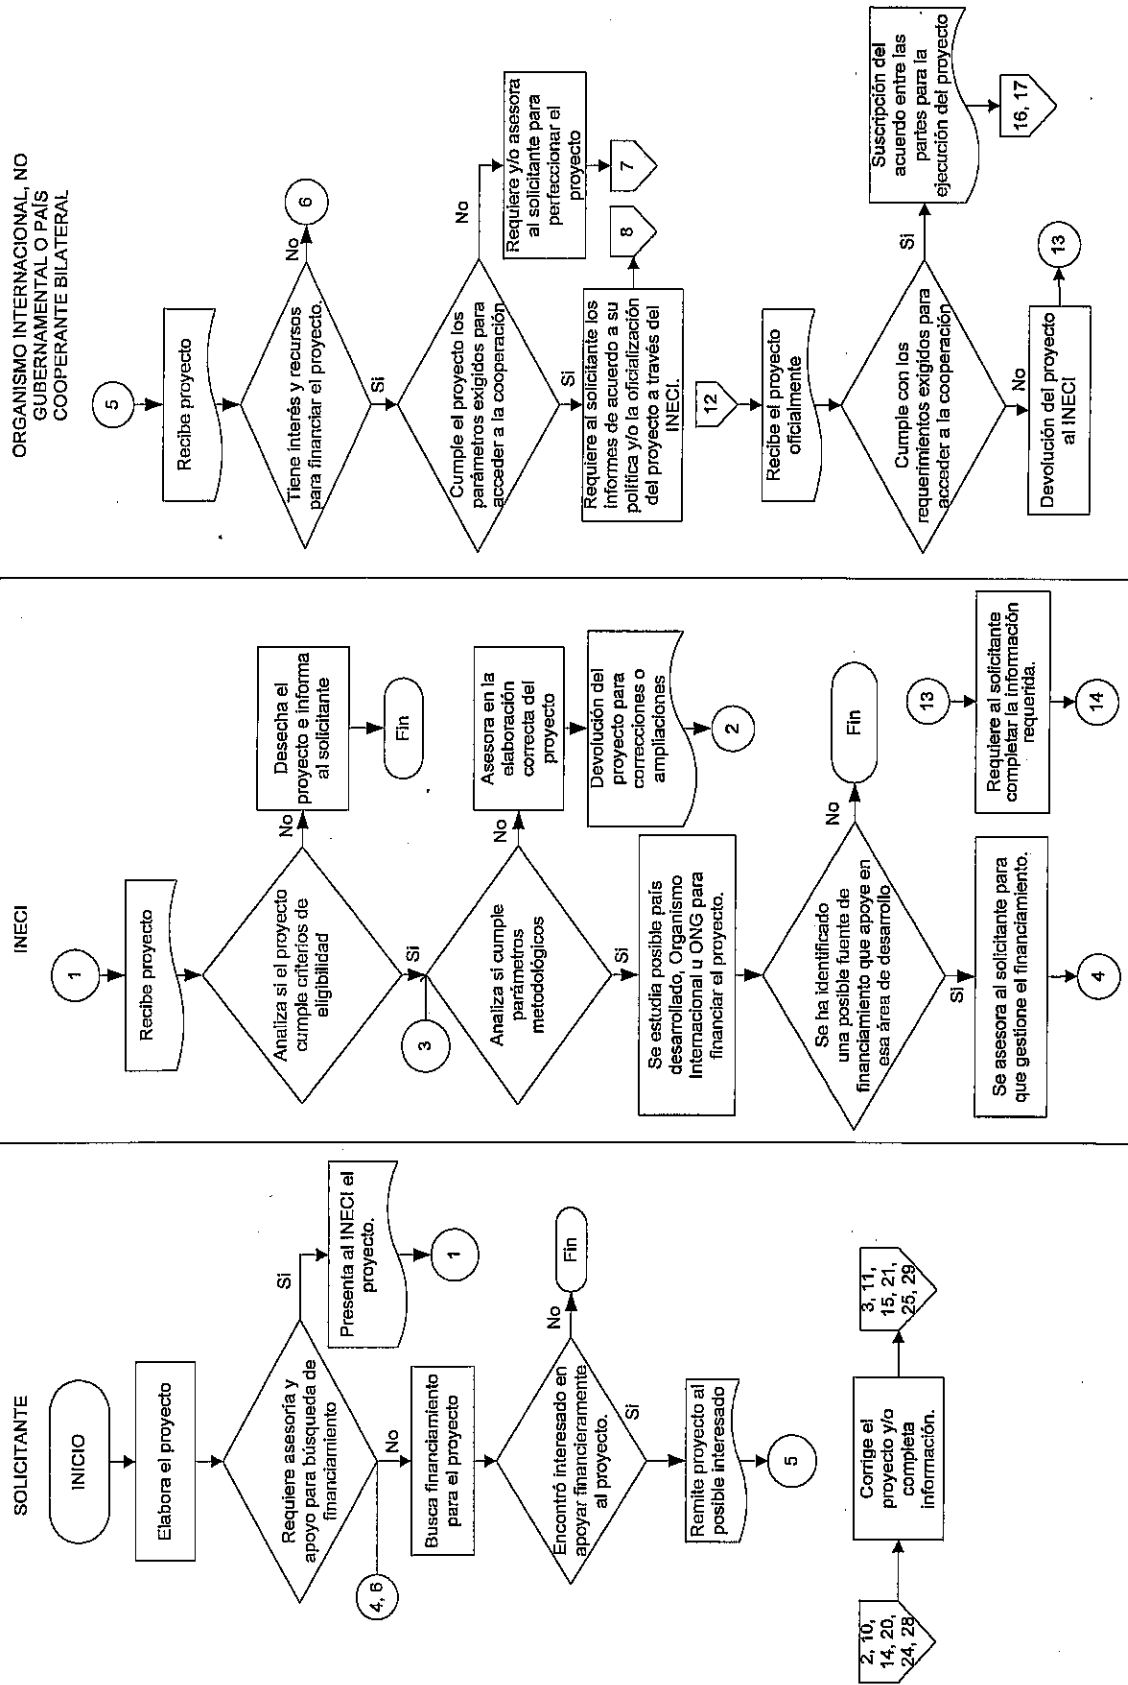 SOLICITANTE
INICIO
Elabora el proyecto
Requiere asesoría y
apoyo para búsqueda de
financiamiento
Si
Presenta al INECI el
proyecto.
1
No
4, 6
Busca financiamiento
para el proyecto
Encontró interesado en
apoyar financieramente
al proyecto.
No
Fin
Si
Remite proyecto al
posible interesado
5
2, 10,
14, 20,
24, 28
Corrige el
proyecto y/o
completa
información.
3, 11,
15, 21,
25, 29
INECI
1
Recibe proyecto
Analiza si el proyecto
cumple criterios de
eligibilidad
No
Desecha el
proyecto e informa
al solicitante
Fin
Si
3
Analiza si cumple
parámetros
metodológicos
No
Asesora en la
elaboración
correcta del
proyecto
Devolución del
proyecto para
correcciones o
ampliaciones
2
Si
Se estudia posible país
desarrollado, Organismo
Internacional u ONG para
financiar el proyecto.
Se ha identificado
una posible fuente de
financiamiento que apoye en
esa área de desarrollo
No
Fin
Si
Se asesora al solicitante para
que gestione el financiamiento.
4
13
Requiere al solicitante
completar la información
requerida.
14
ORGANISMO INTERNACIONAL, NO
GUBERNAMENTAL O PAÍS
COOPERANTE BILATERAL
5
Recibe proyecto
Tiene interés y recursos
para financiar el proyecto.
No
6
Si
Cumple el proyecto los
parámetros exigidos para
acceder a la cooperación
No
Requiere y/o asesora
al solicitante para
perfeccionar el
proyecto
7
Si
Requiere al solicitante los
informes de acuerdo a su
política y/o la oficialización
del proyecto a través del
INECI.
8
12
Recibe el proyecto
oficialmente
Cumple con los
requerimientos exigidos para
acceder a la cooperación
Si
Suscripción del
acuerdo entre las
partes para la
ejecución del proyecto
16, 17
No
Devolución del proyecto
al INECI
13